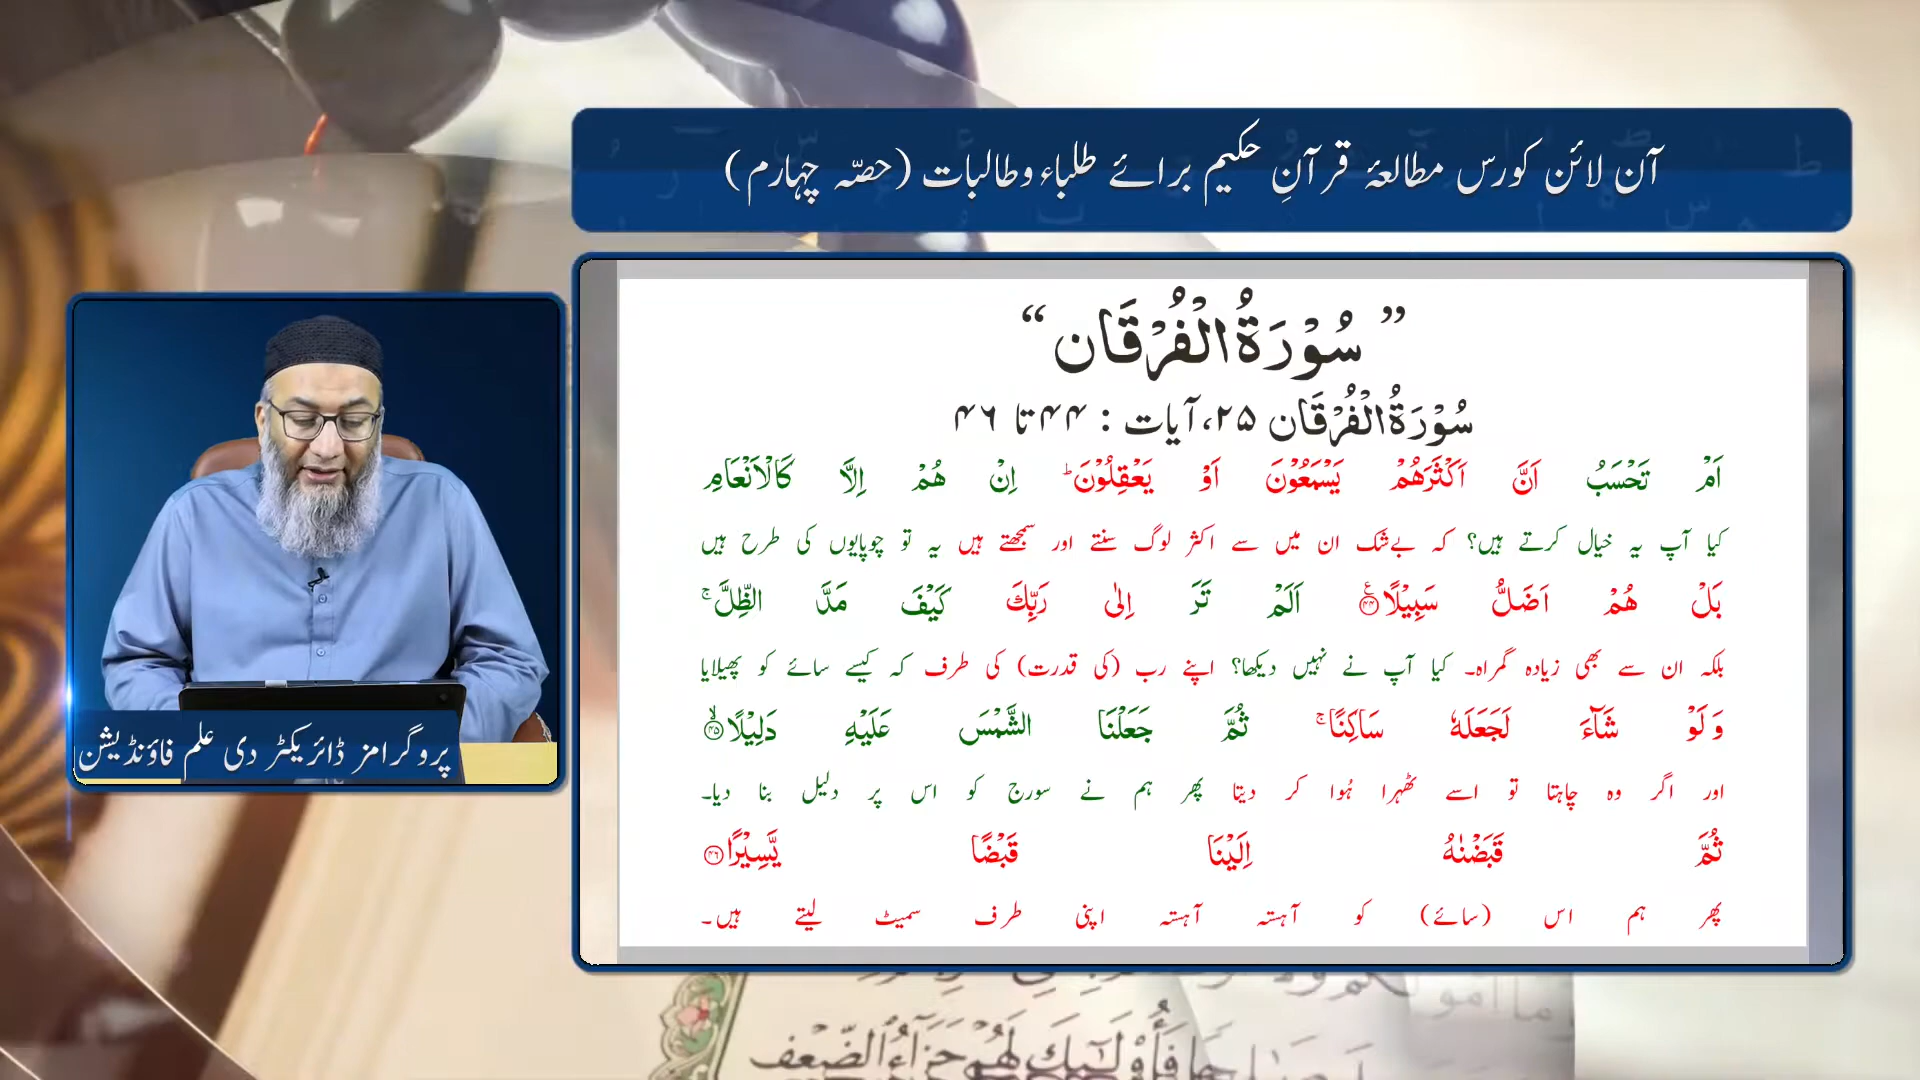 آن لائن کورس مطالعۂ قرآنِ حکیم برائے طلباء وطالبات (حصّہ چہارم)
”سُوْرَةُ الْفُرْقَان“
سُوْرَةُ الْفُرْقَان ۲۵، آیات : ۴۴ تا ۴۶
اَمْ تَحْسَبُ اَنَّ اَكْثَرَهُمْ يَسْمَعُوْنَ اَوْ يَعْقِلُوْنَ ؕ اِنْ هُمْ اِلَّا كَالْاَنْعَامِ
کیا آپ یہ خیال کرتے ہیں؟ کہ بےشک ان میں سے اکثر لوگ سنتے اور سمجھتے ہیں یہ تو چوپایوں کی طرح ہیں
بَلْ هُمْ اَضَلُّ سَبِيْلًا ۴۴ اَلَمْ تَرَ اِلٰى رَبِّكَ كَيْفَ مَدَّ الظِّلَّ ۚ
بلکہ ان سے بھی زیادہ گمراہ۔ کیا آپ نے نہیں دیکھا؟ اپنے رب (کی قدرت) کی طرف کہ کیسے سائے کو پھیلایا
وَ لَوْ شَآءَ لَجَعَلَهٗ سَاكِنًا ۚ ثُمَّ جَعَلْنَا الشَّمْسَ عَلَيْهِ دَلِيْلًا ۴۵
اور اگر وہ چاہتا تو اسے ٹھہرا ہُوا کر دیتا پھر ہم نے سورج کو اس پر دلیل بنا دیا۔
ثُمَّ قَبَضْنٰهُ اِلَيْنَا قَبْضًا يَّسِيْرًا ۴۶
پھر ہم اس (سائے) کو آہستہ آہستہ اپنی طرف سمیٹ لیتے ہیں۔
پروگرامز ڈائریکٹر دی علم فاؤنڈیشن